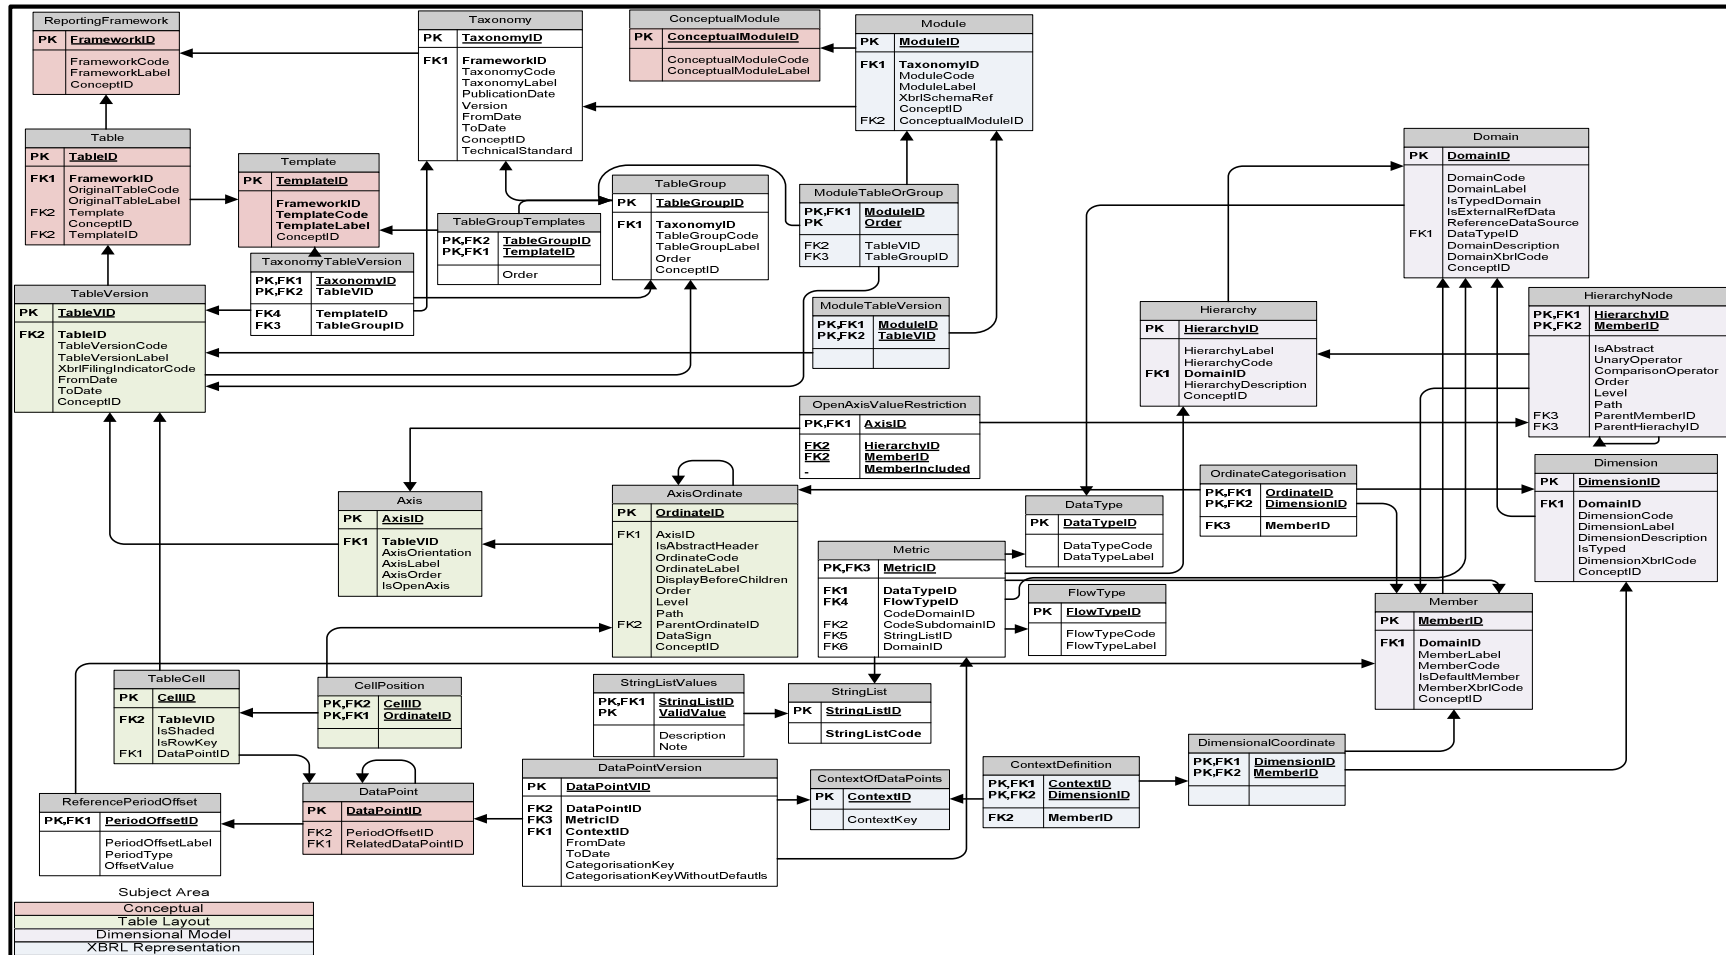 ReportingFramework
PK FrameworkID
FrameworkCode
FrameworkLabel
ConceptID
Taxonomy
PK TaxonomyID
FK1 FrameworkID
TaxonomyCode
TaxonomyLabel
PublicationDate
Version
FromDate
ToDate
ConceptID
TechnicalStandard
ConceptualModule
PK ConceptualModuleID
ConceptualModuleCode
ConceptualModuleLabel
Module
PK ModuleID
FK1 TaxonomyID
ModuleCode
ModuleLabel
XbrlSchemaRef
ConceptID
FK2 ConceptualModuleID
Table
PK TableID
FK1 FrameworkID
OriginalTableCode
OriginalTableLabel
FK2 Template
ConceptID
FK2 TemplateID
Template
PK TemplateID
FrameworkID
TemplateCode
TemplateLabel
ConceptID
TableGroupTemplates
PK,FK2 TableGroupID
PK,FK1 TemplateID
Order
TableGroup
PK TableGroupID
FK1 TaxonomyID
TableGroupCode
TableGroupLabel
Order
ConceptID
ModuleTableOrGroup
PK,FK1 ModuleID
PK Order
FK2 TableVID
FK3 TableGroupID
Domain
PK DomainID
DomainCode
DomainLabel
IsTypedDomain
IsExternalRefData
ReferenceDataSource
FK1 DataTypeID
DomainDescription
DomainXbrlCode
ConceptID
TaxonomyTableVersion
PK,FK1 TaxonomyID
PK,FK2 TableVID
FK4 TemplateID
FK3 TableGroupID
TableVersion
PK TableVID
FK2 TableID
TableVersionCode
TableVersionLabel
XbrlFilingIndicatorCode
FromDate
ToDate
ConceptID
ModuleTableVersion
PK,FK1 ModuleID
PK,FK2 TableVID
Hierarchy
PK HierarchyID
HierarchyLabel
HierarchyCode
FK1 DomainID
HierarchyDescription
ConceptID
HierarchyNode
PK,FK1 HierarchyID
PK,FK2 MemberID
IsAbstract
UnaryOperator
ComparisonOperator
Order
Level
Path
FK3 ParentMemberID
FK3 ParentHierachyID
OpenAxisValueRestriction
PK,FK1 AxisID
FK2 HierarchyID
FK2 MemberID
- MemberIncluded
OrdinateCategorisation
PK,FK1 OrdinateID
PK,FK2 DimensionID
FK3 MemberID
Dimension
PK DimensionID
FK1 DomainID
DimensionCode
DimensionLabel
DimensionDescription
IsTyped
DimensionXbrlCode
ConceptID
Axis
PK AxisID
FK1 TableVID
AxisOrientation
AxisLabel
AxisOrder
IsOpenAxis
AxisOrdinate
PK OrdinateID
FK1 AxisID
IsAbstractHeader
OrdinateCode
OrdinateLabel
DisplayBeforeChildren
Order
Level
Path
FK2 ParentOrdinateID
DataSign
ConceptID
DataType
PK DataTypeID
DataTypeCode
DataTypeLabel
Metric
PK,FK3 MetricID
FK1 DataTypeID
FK4 FlowTypeID
CodeDomainID
FK2 CodeSubdomainID
FK5 StringListID
FK6 DomainID
FlowType
PK FlowTypeID
FlowTypeCode
FlowTypeLabel
Member
PK MemberID
FK1 DomainID
MemberLabel
MemberCode
IsDefaultMember
MemberXbrlCode
ConceptID
TableCell
PK CellID
FK2 TableVID
IsShaded
IsRowKey
FK1 DataPointID
CellPosition
PK,FK2 CellID
PK,FK1 OrdinateID
StringListValues
PK,FK1 StringListID
PK ValidValue
Description
Note
StringList
PK StringListID
StringListCode
DimensionalCoordinate
PK,FK1 DimensionID
PK,FK2 MemberID
ReferencePeriodOffset
PK,FK1 PeriodOffsetID
PeriodOffsetLabel
PeriodType
OffsetValue
DataPoint
PK DataPointID
FK2 PeriodOffsetID
FK1 RelatedDataPointID
DataPointVersion
PK DataPointVID
FK2 DataPointID
FK3 MetricID
FK1 ContextID
FromDate
ToDate
CategorisationKey
CategorisationKeyWithoutDefautls
ContextOfDataPoints
PK ContextID
ContextKey
ContextDefinition
PK,FK1 ContextID
PK,FK2 DimensionID
FK2 MemberID
Subject Area
Conceptual
Table Layout
Dimensional Model
XBRL Representation